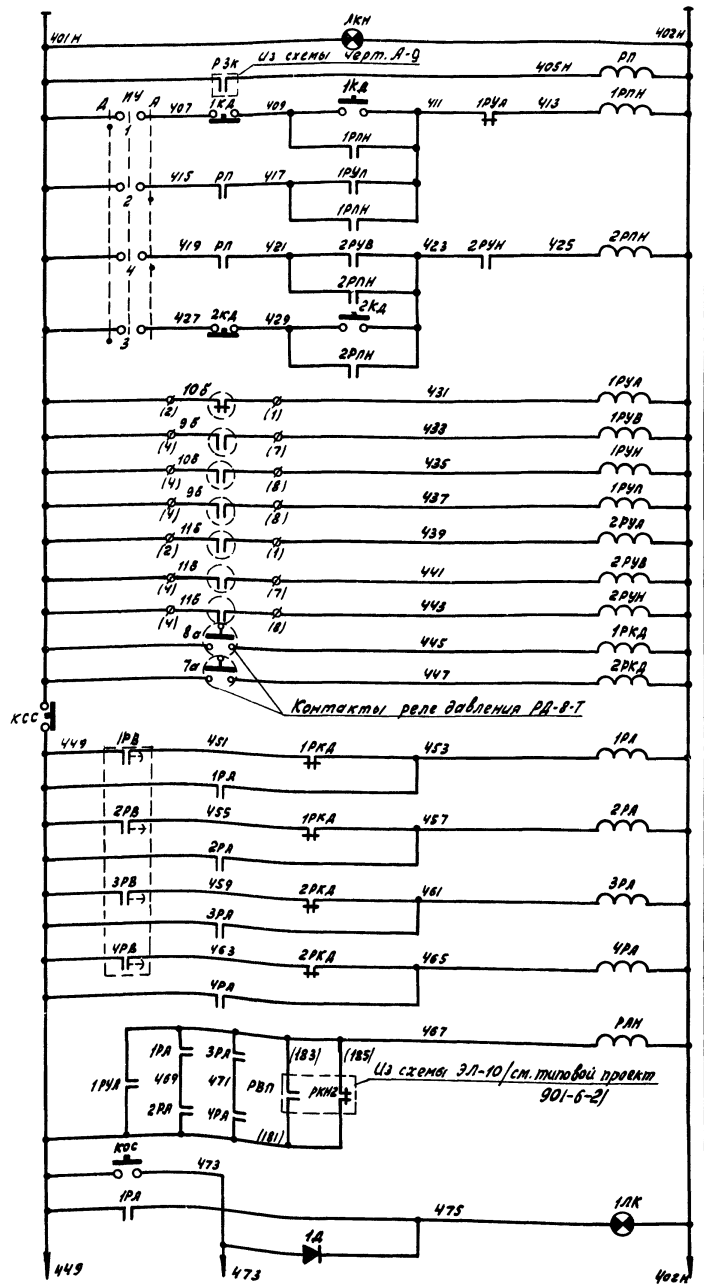 ЛКН
401Н 402Н
РЗК Из схемы черт. А-9
405Н РП
Д ИУ А 407 1КД 409 1КД 411 1РУА 413 1РПН
1
1РПН
415 РП 417 1РУП
2
1РПН
419 РП 421 2РУВ 423 2РУН 425 2РПН
4
2РПН
427 2КД 429 2КД
3
2РПН
10б 431 1РУА
(2) (1)
9б 433 1РУВ
(4) (7)
10в 435 1РУН
(4) (8)
9б 437 1РУП
(4) (8)
11б 439 2РУА
(2) (1)
11в 441 2РУВ
(4) (7)
11б 443 2РУН
(4) (8)
8а 445 1РКД
7а 447 2РКД
Контакты реле давления РД-8-Т
КСС
449 1РВ 451 1РКД 453 1РА
1РА
2РВ 455 1РКД 457 2РА
2РА
3РВ 459 2РКД 461 3РА
3РА
4РВ 463 2РКД 465 4РА
4РА
467 РАН
1РА 3РА (183) (185)
Из схемы ЭЛ-10/см. типовой проект
901-6-2/
1РУА 469 471 РВП РКН2
2РА 4РА (181)
КОС 473
1РА 475 1ЛК
1Д
449 473 402Н